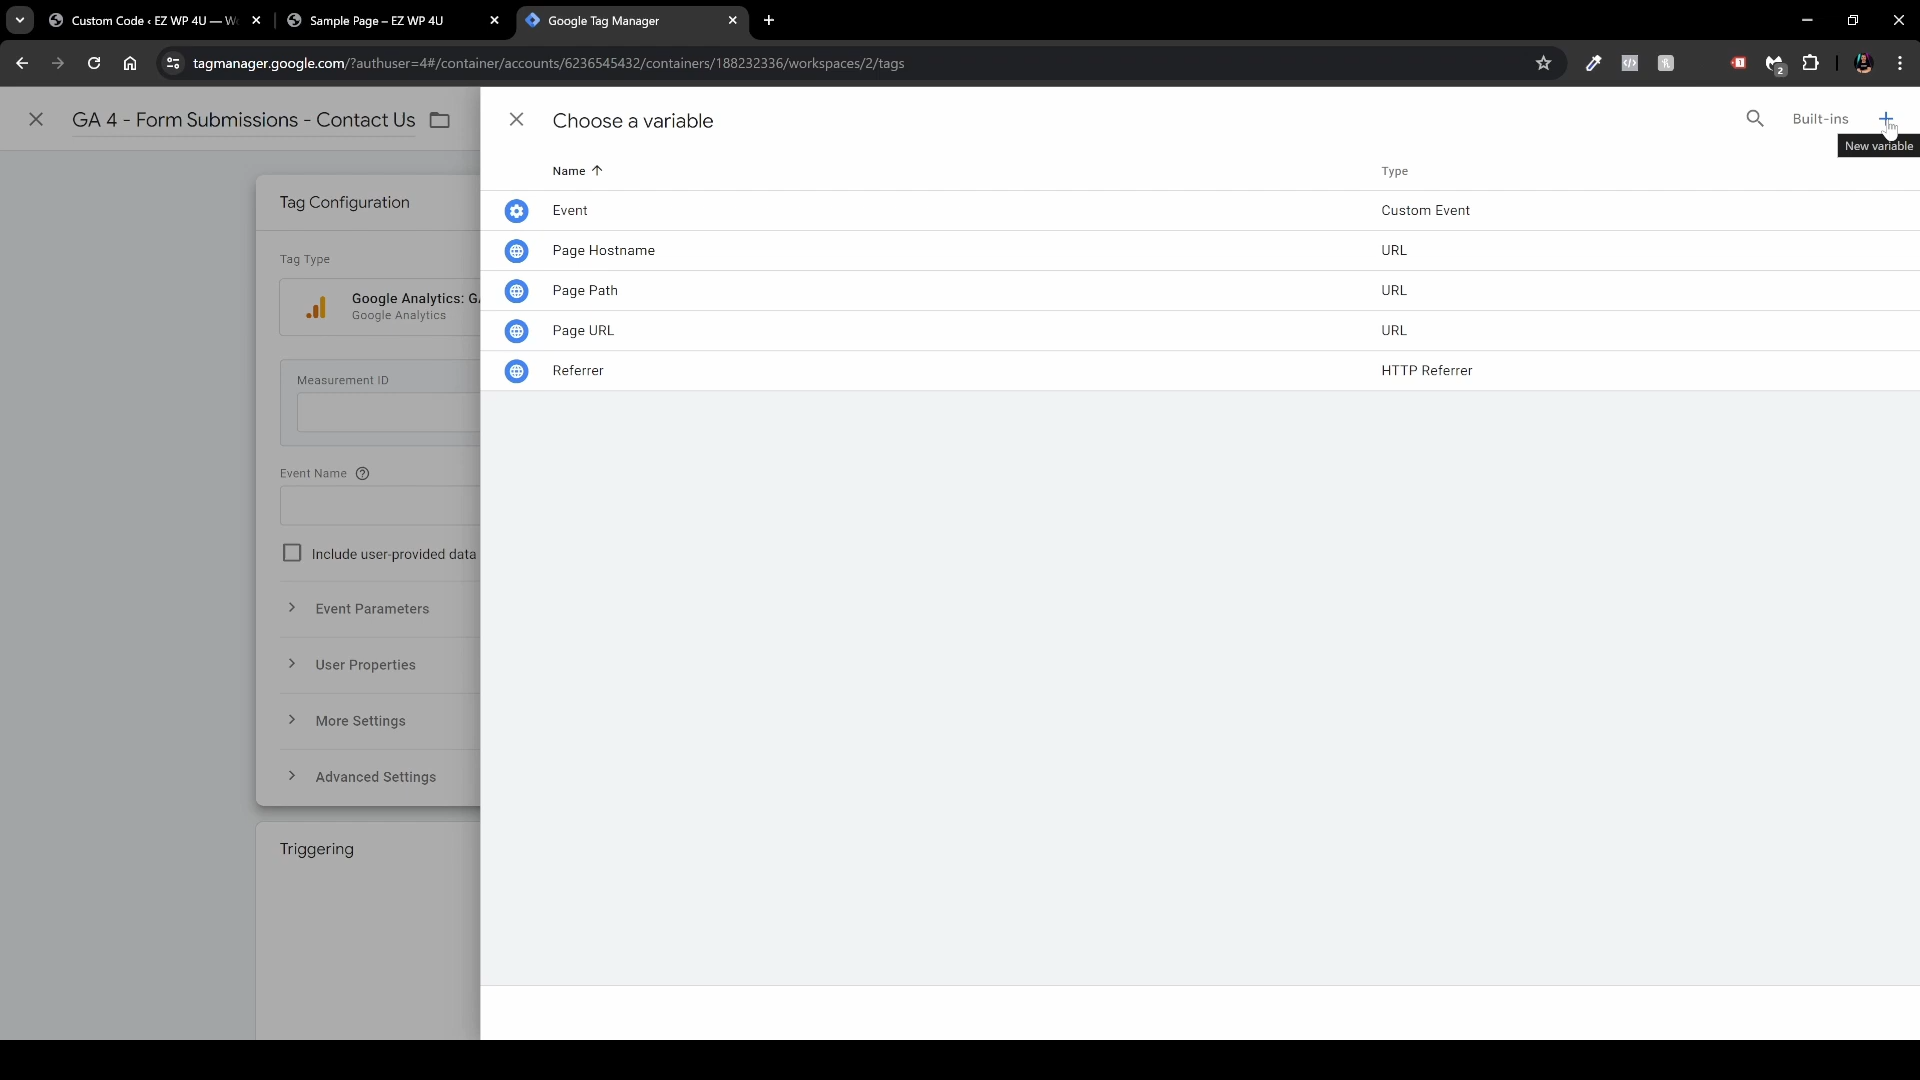 Custom Code ‹ EZ WP 4U — W
Sample Page – EZ WP 4U
Google Tag Manager
tagmanager.google.com/?authuser=4#/container/accounts/6236545432/containers/188232336/workspaces/2/tags
1
2
GA 4 - Form Submissions - Contact Us
Choose a variable
Built-ins
New variable
Name
Type
Event
Custom Event
Page Hostname
URL
Page Path
URL
Page URL
URL
Referrer
HTTP Referrer
Tag Configuration
Tag Type
Google Analytics: G
Google Analytics
Measurement ID
Event Name
Include user-provided data
Event Parameters
User Properties
More Settings
Advanced Settings
Triggering